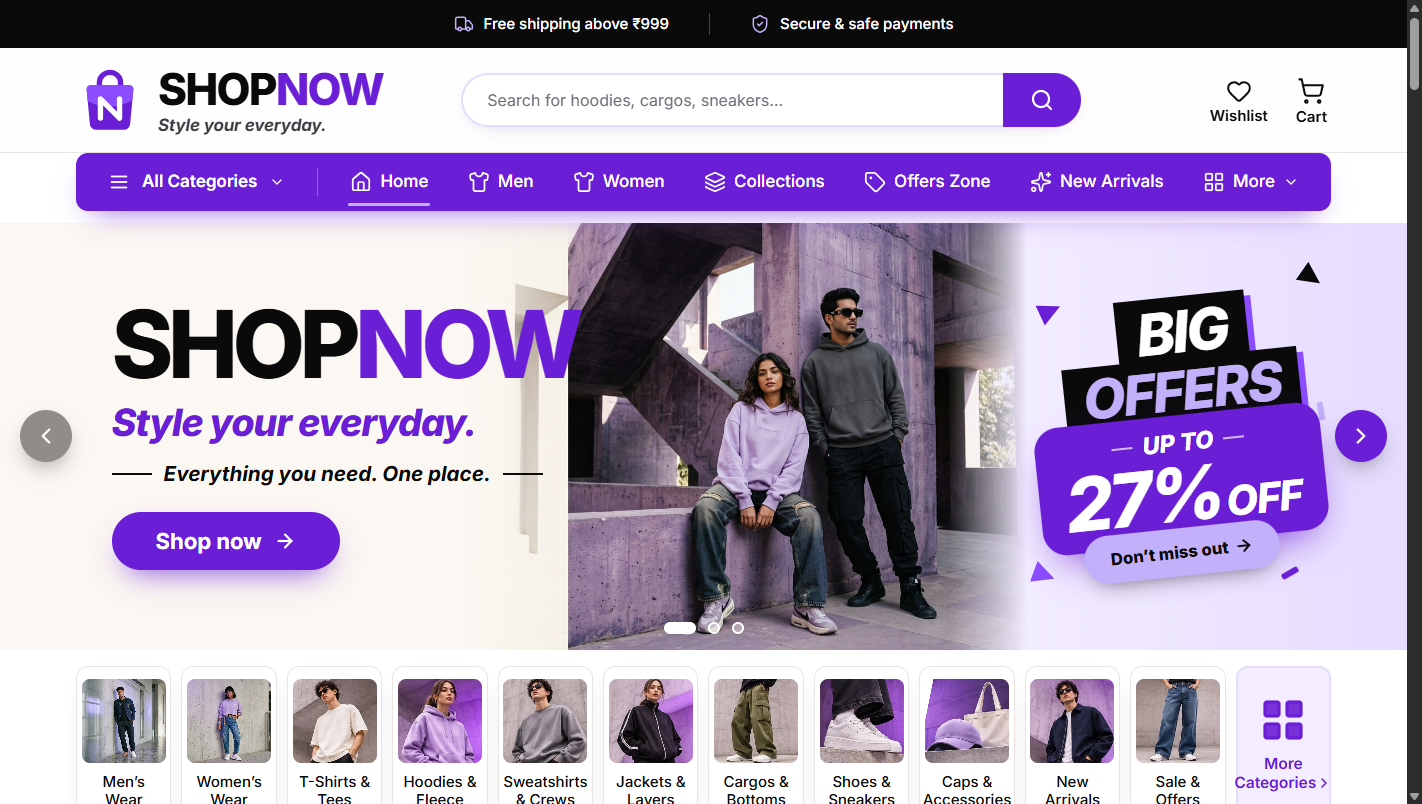 Free shipping above ₹999
Secure & safe payments
N
SHOPNOW
Style your everyday.
Search for hoodies, cargos, sneakers...
Wishlist
Cart
All Categories
Home
Men
Women
Collections
Offers Zone
New Arrivals
More
SHOPNOW
Style your everyday.
Everything you need. One place.
Shop now
BIG
OFFERS
UP TO
27% OFF
Don’t miss out
Men’s
Wear
Women’s
Wear
T-Shirts &
Tees
Hoodies &
Fleece
Sweatshirts
& Crews
Jackets &
Layers
Cargos &
Bottoms
Shoes &
Sneakers
Caps &
Accessories
New
Arrivals
Sale &
Offers
More
Categories